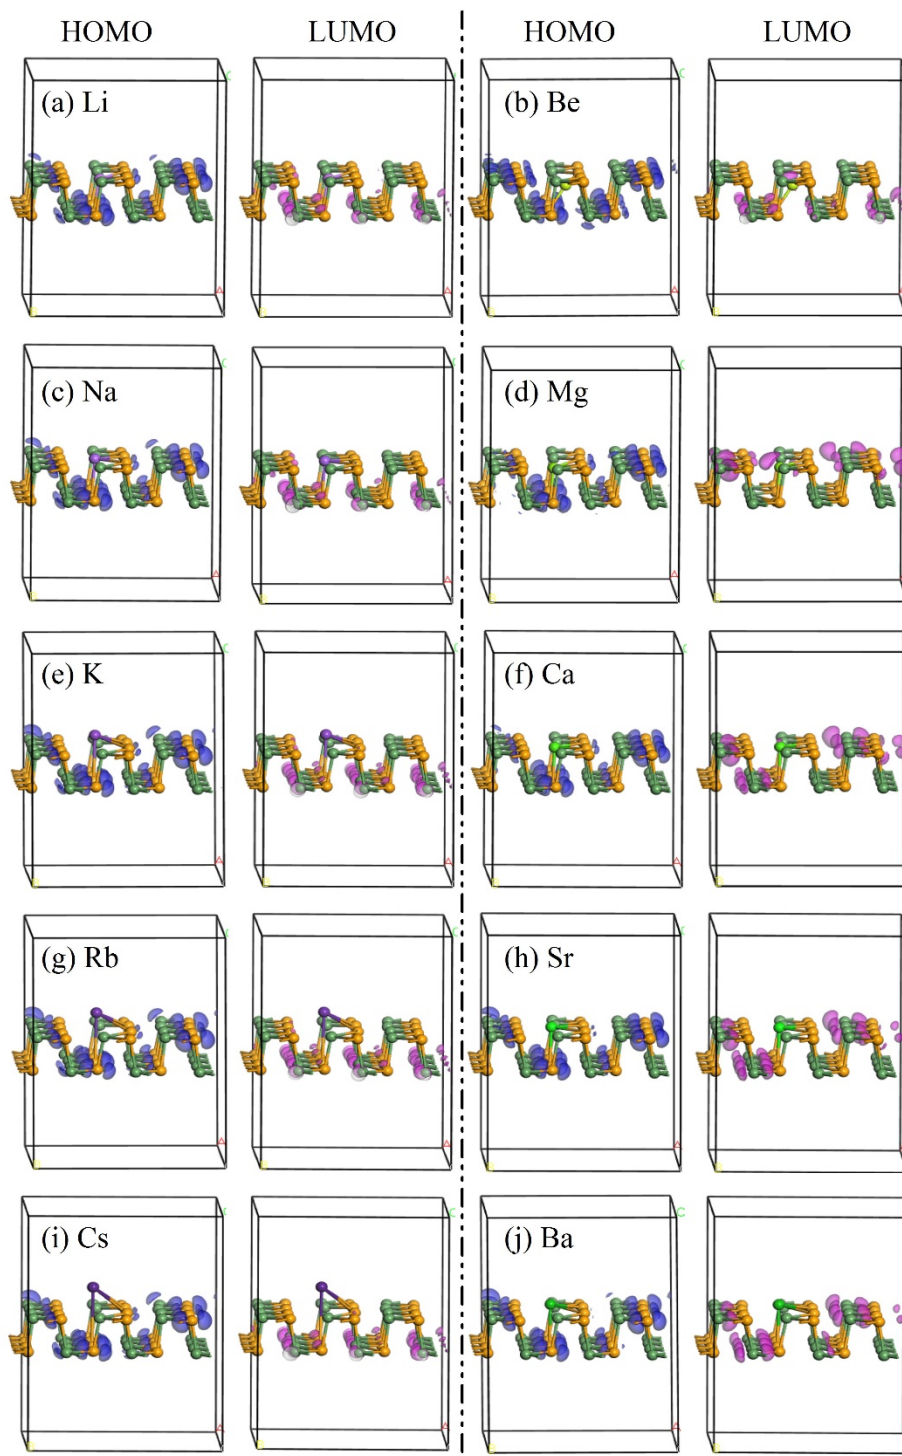 HOMO LUMO HOMO LUMO
(a) Li (b) Be
(c) Na (d) Mg
(e) K (f) Ca
(g) Rb (h) Sr
(i) Cs (j) Ba